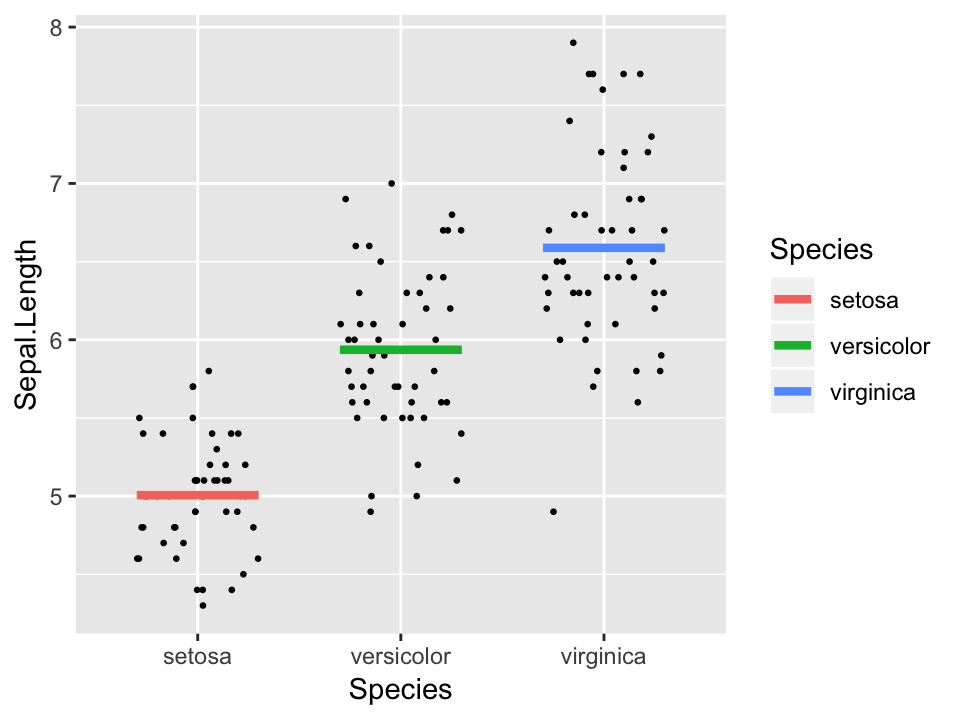 8
7
6
5
Sepal.Length
setosa
versicolor
virginica
Species
Species
setosa
versicolor
virginica